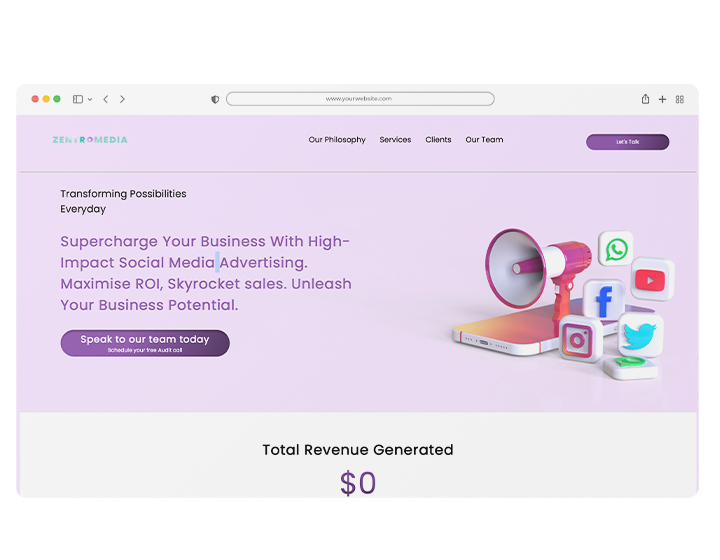 www.yourwebsite.com
ZENTROMEDIA
Our Philosophy Services Clients Our Team
Let's Talk
Transforming Possibilities
Everyday
Supercharge Your Business With High-
Impact Social Media Advertising.
Maximise ROI, Skyrocket sales. Unleash
Your Business Potential.
Speak to our team today
Schedule your free Audit call
Total Revenue Generated
$0